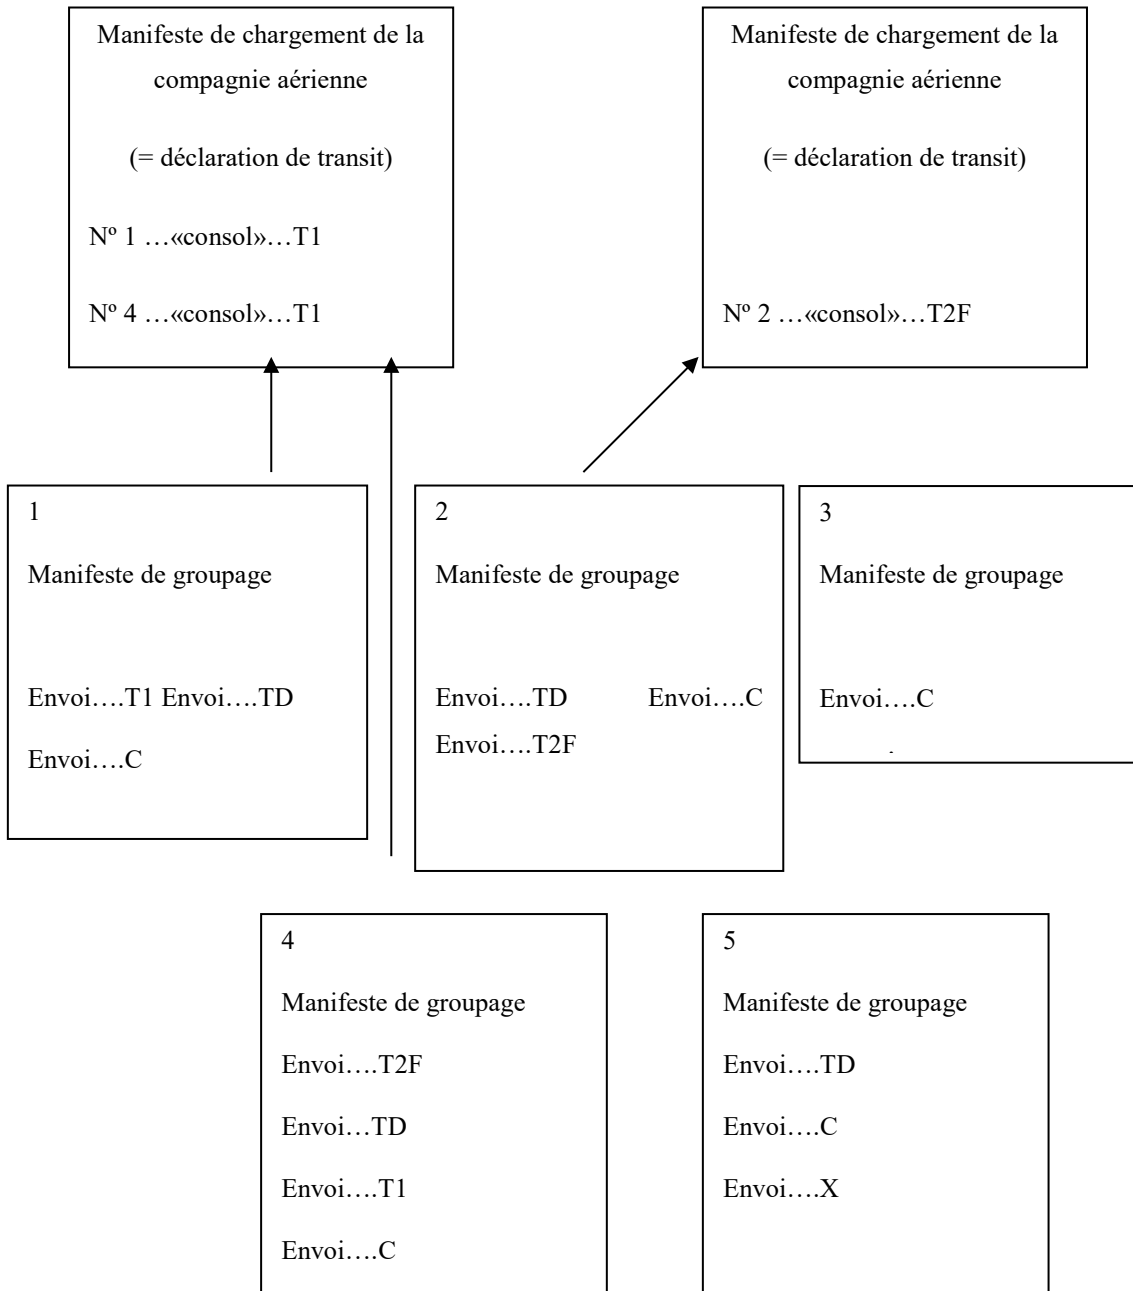 Manifeste de chargement de la
compagnie aérienne
(= déclaration de transit)
Nº 1 …«consol»…T1
Nº 4 …«consol»…T1
Manifeste de chargement de la
compagnie aérienne
(= déclaration de transit)
Nº 2 …«consol»…T2F
1
Manifeste de groupage
Envoi….T1 Envoi….TD
Envoi….C
2
Manifeste de groupage
Envoi….TD Envoi….C
Envoi….T2F
3
Manifeste de groupage
Envoi….C
4
Manifeste de groupage
Envoi….T2F
Envoi…TD
Envoi….T1
Envoi….C
5
Manifeste de groupage
Envoi….TD
Envoi….C
Envoi….X